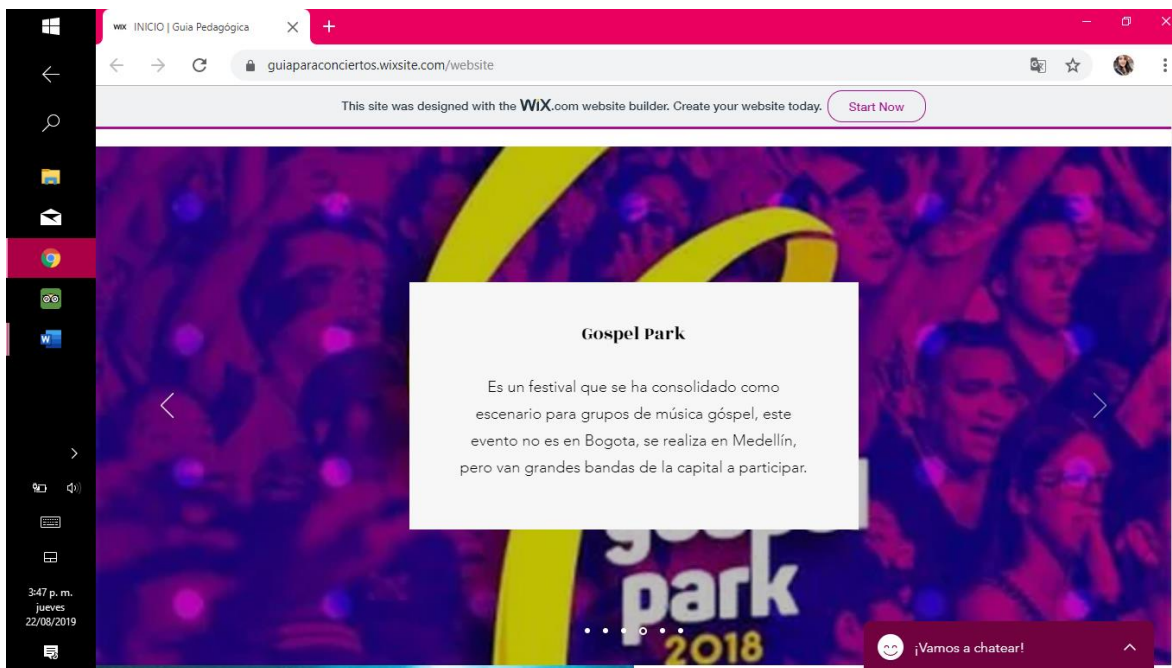 WiX INICIO | Guia Pedagógica
guiaparaconciertos.wixsite.com/website
This site was designed with the WiX.com website builder. Create your website today. Start Now
Gospel Park
Es un festival que se ha consolidado como
escenario para grupos de música góspel, este
evento no es en Bogota, se realiza en Medellín,
pero van grandes bandas de la capital a participar.
gospel
park
2018
¡Vamos a chatear!
W
3:47 p. m.
jueves
22/08/2019